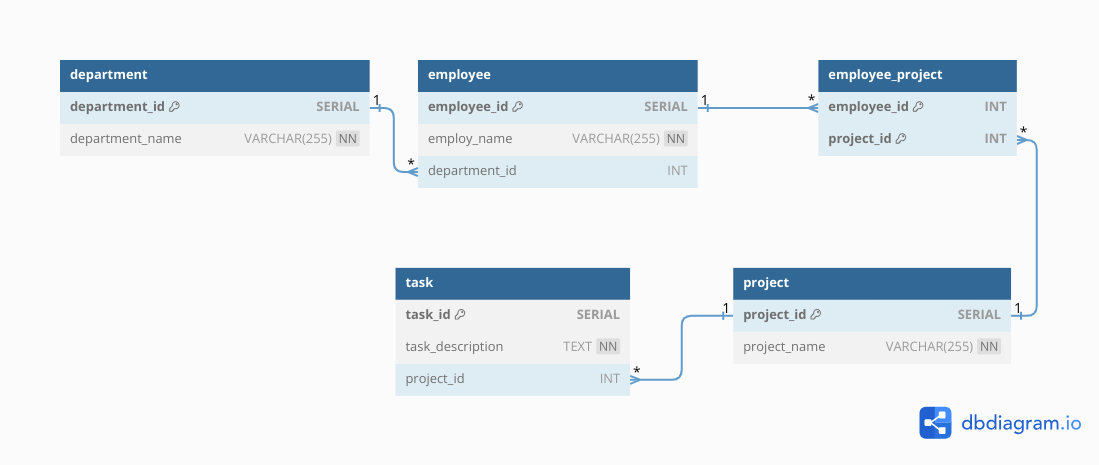 department
department_id SERIAL
department_name VARCHAR(255) NN
1
*
employee
employee_id SERIAL
employ_name VARCHAR(255) NN
department_id INT
1
*
employee_project
employee_id INT
project_id INT
*
task
task_id SERIAL
task_description TEXT NN
project_id INT
*
1
project
project_id SERIAL
project_name VARCHAR(255) NN
1
dbdiagram.io